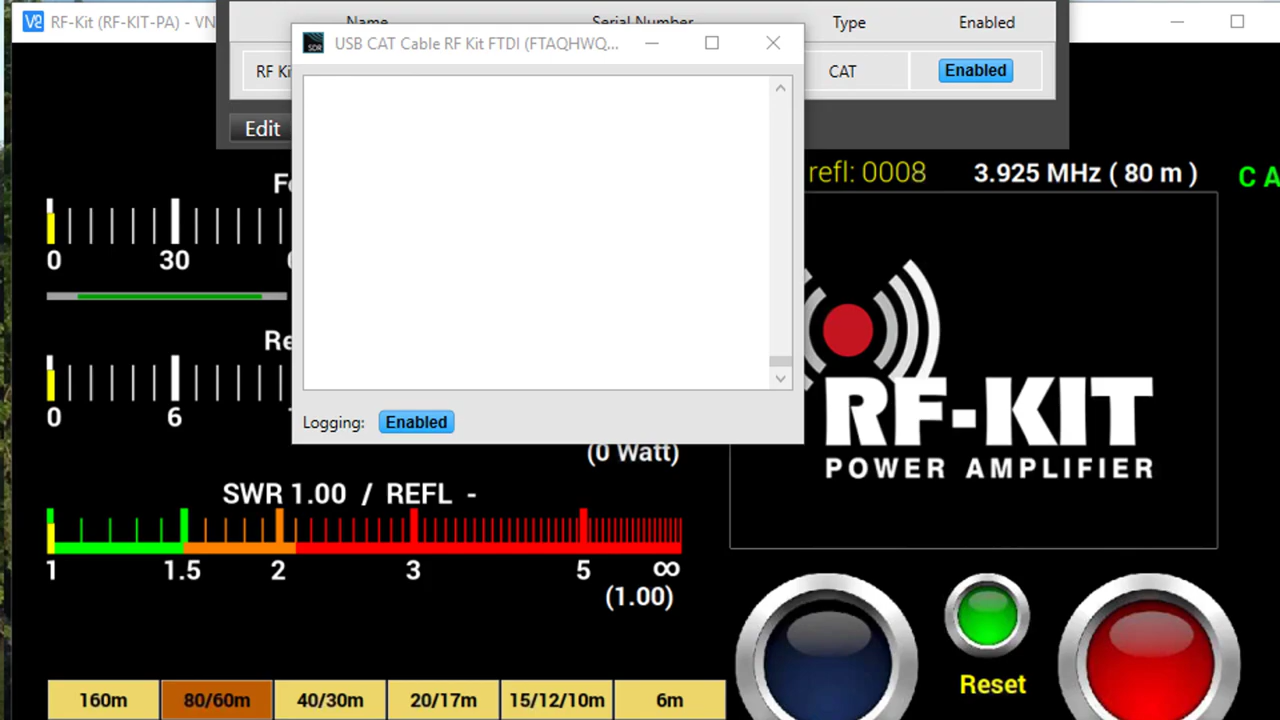 V2 RF-Kit (RF-KIT-PA) - VN
Name Serial Number Type Enabled
SDR USB CAT Cable RF Kit FTDI (FTAQHWQ...
RF Ki CAT Enabled
Edit
refl: 0008 3.925 MHz ( 80 m ) C A
Fo
0 30
Re
0 6
Logging: Enabled
(0 Watt)
RF-KIT
POWER AMPLIFIER
SWR 1.00 / REFL -
1 1.5 2 3 5 ∞
(1.00)
Reset
160m 80/60m 40/30m 20/17m 15/12/10m 6m